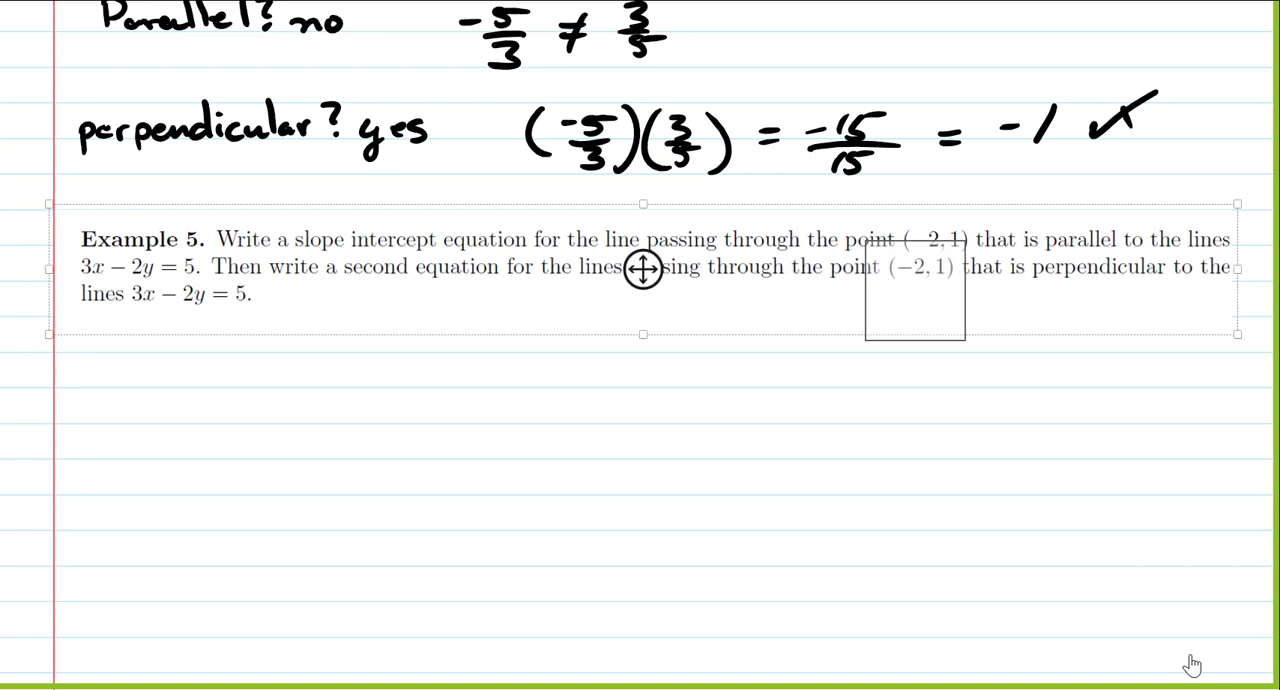 Parallel? no -5/3 ≠ 3/5
perpendicular? yes (-5/3)(3/5) = -15/15 = -1 ✓
Example 5. Write a slope intercept equation for the line passing through the point (−2, 1) that is parallel to the lines
3x − 2y = 5. Then write a second equation for the lines sing through the point (−2, 1) that is perpendicular to the
lines 3x − 2y = 5.